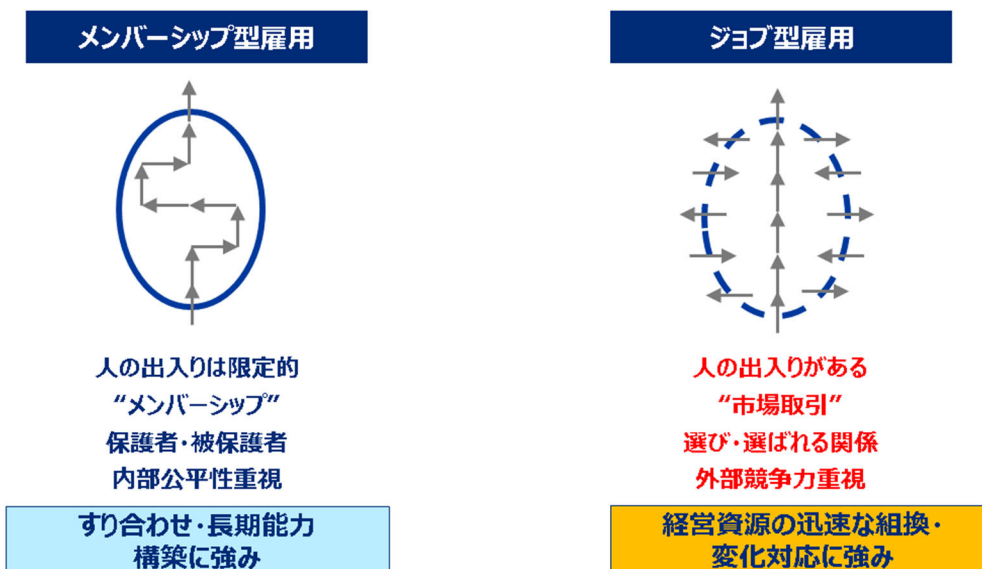 メンバーシップ型雇用
人の出入りは限定的
“メンバーシップ”
保護者・被保護者
内部公平性重視
すり合わせ・長期能力
構築に強み
ジョブ型雇用
人の出入りがある
“市場取引”
選び・選ばれる関係
外部競争力重視
経営資源の迅速な組換・
変化対応に強み